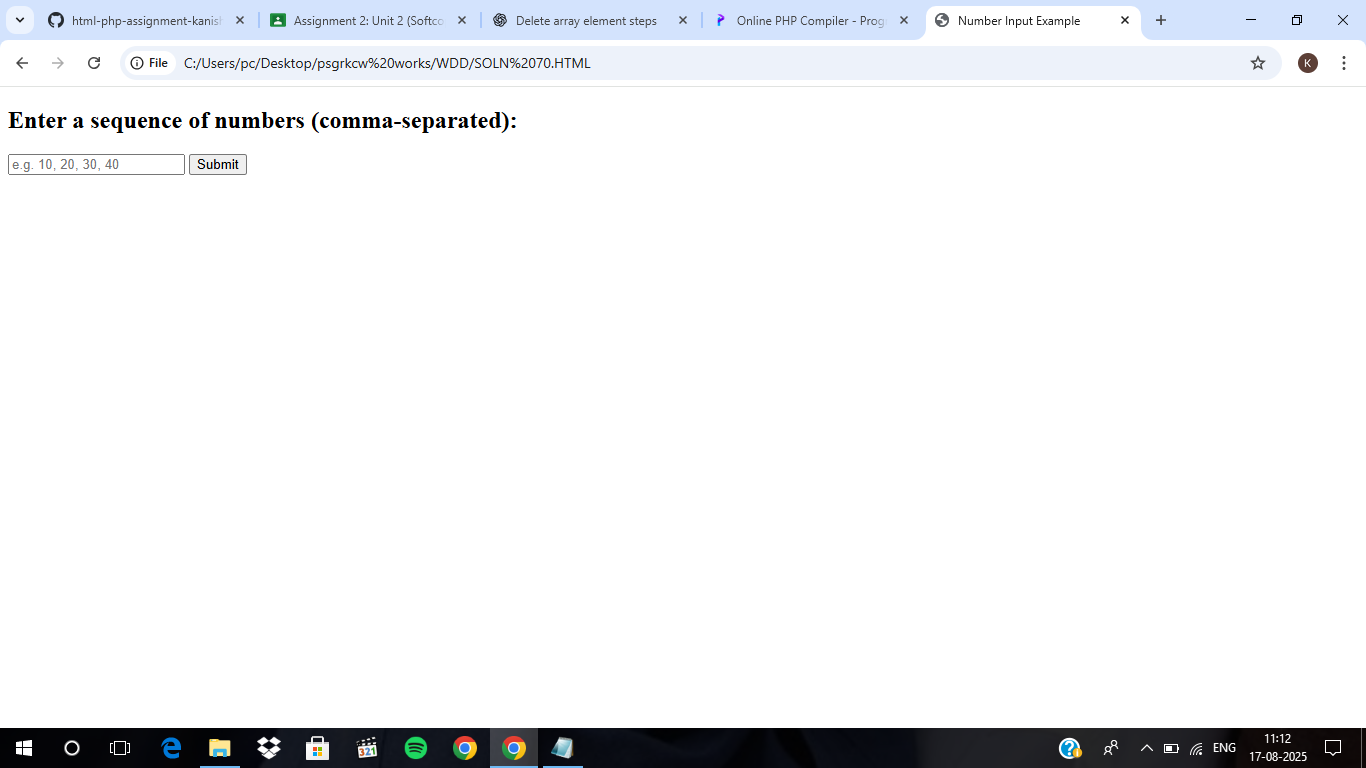 html-php-assignment-kanish
Assignment 2: Unit 2 (Softco
Delete array element steps
Online PHP Compiler - Prog
Number Input Example
File
C:/Users/pc/Desktop/psgrkcw%20works/WDD/SOLN%2070.HTML
K
Enter a sequence of numbers (comma-separated):
e.g. 10, 20, 30, 40
Submit
321
ENG
11:12
17-08-2025